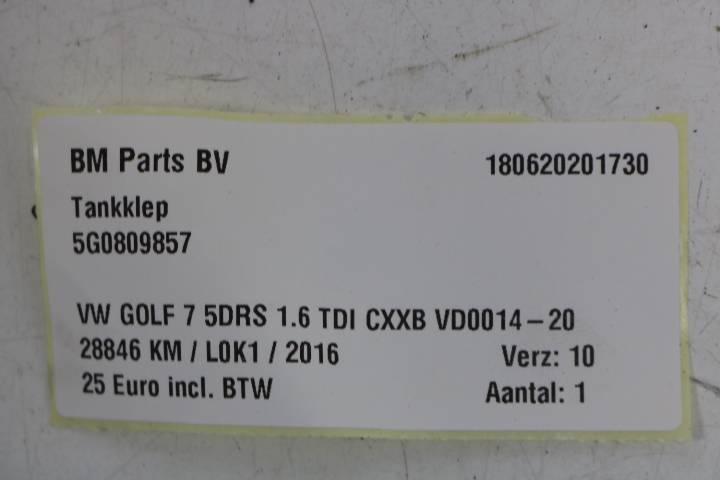 BM Parts BV 180620201730
Tankklep
5G0809857
VW GOLF 7 5DRS 1.6 TDI CXXB VD0014-20
28846 KM / L0K1 / 2016 Verz: 10
25 Euro incl. BTW Aantal: 1